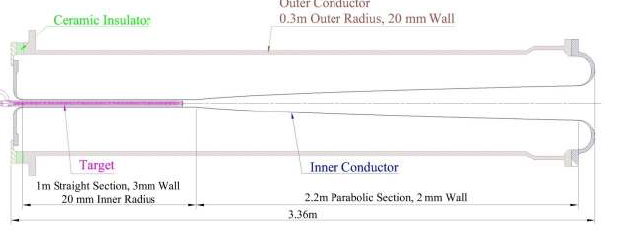 Outer Conductor
Ceramic Insulator
0.3m Outer Radius, 20 mm Wall
Target
Inner Conductor
1m Straight Section, 3mm Wall
20 mm Inner Radius
2.2m Parabolic Section, 2 mm Wall
3.36m